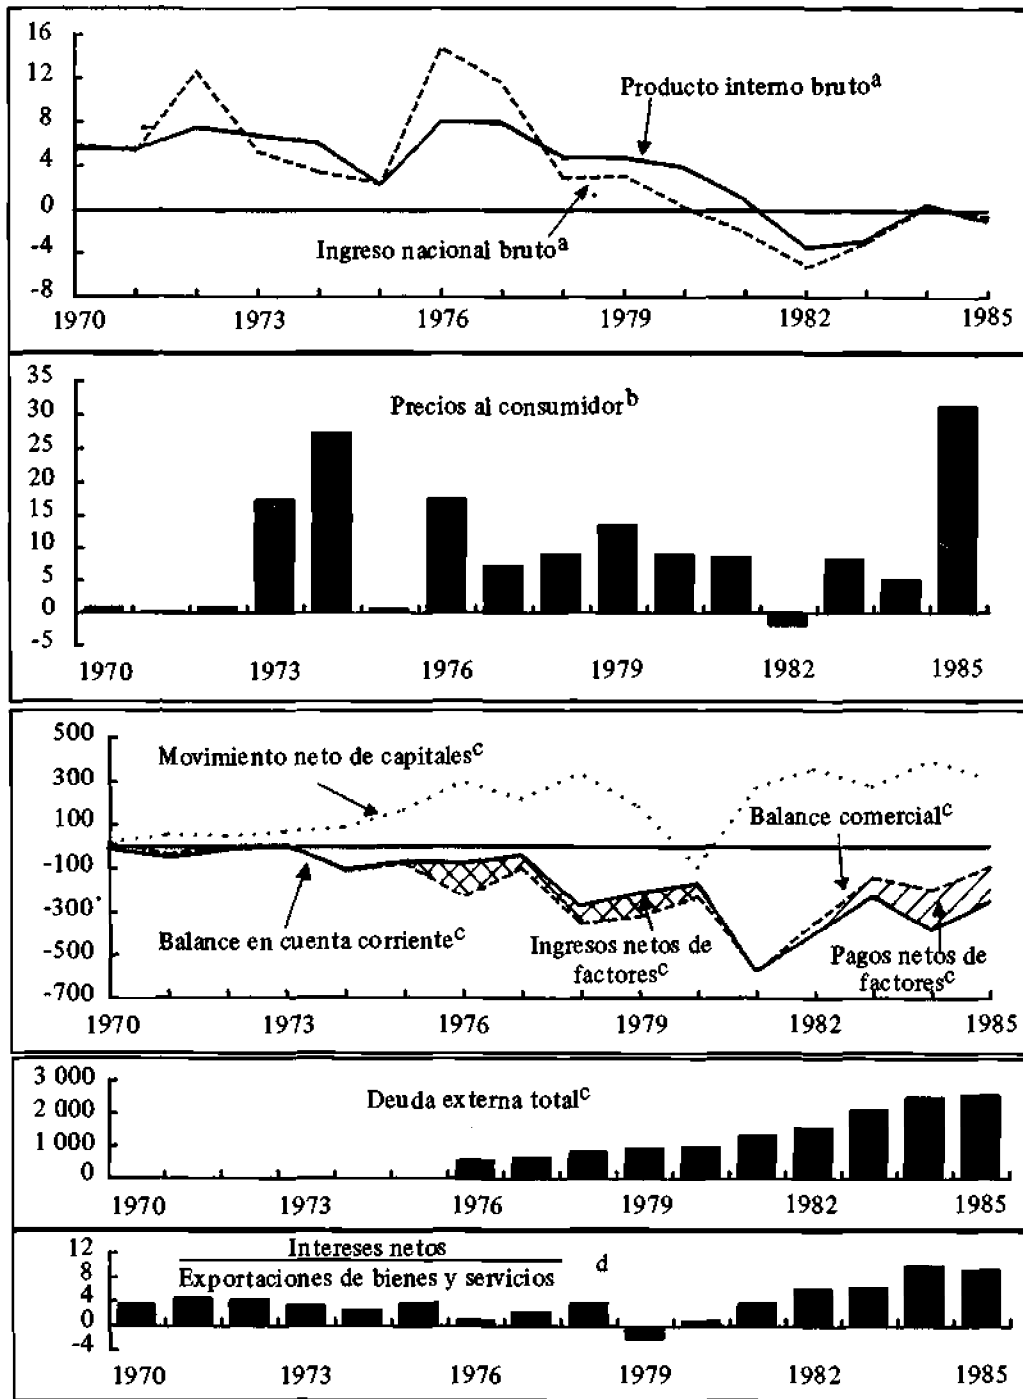 16
12
8
4
0
-4
-8
Producto interno bruto^a
Ingreso nacional bruto^a
1970 1973 1976 1979 1982 1985
35
30
25
20
15
10
5
0
-5
Precios al consumidor^b
1970 1973 1976 1979 1982 1985
500
300
100
-100
-300
-500
-700
Movimiento neto de capitales^c
Balance comercial^c
Balance en cuenta corriente^c
Ingresos netos de
factores^c
Pagos netos de
factores^c
1970 1973 1976 1979 1982 1985
3 000
2 000
1 000
0
Deuda externa total^c
1970 1973 1976 1979 1982 1985
12
8
4
0
-4
Intereses netos
Exportaciones de bienes y servicios d
1970 1973 1976 1979 1982 1985